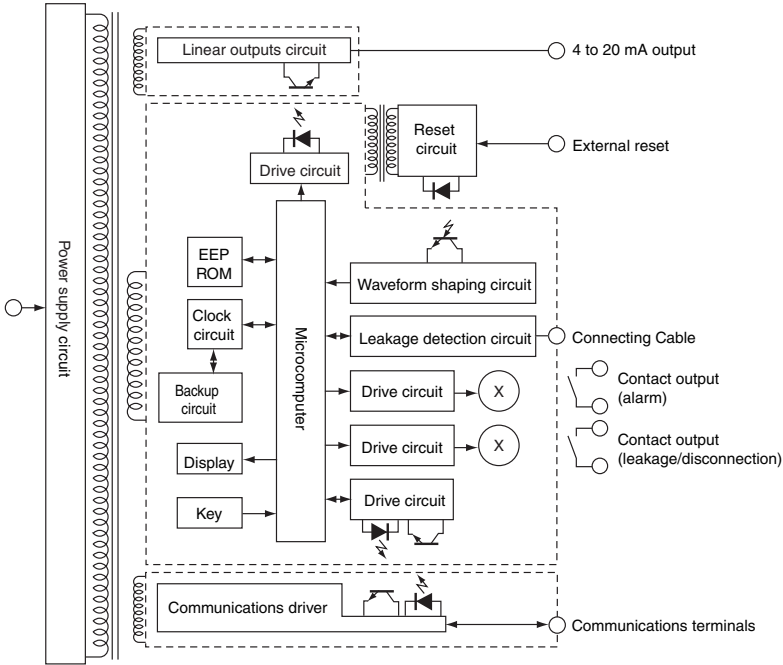 Linear outputs circuit
4 to 20 mA output
Reset
circuit
External reset
Drive circuit
Power supply circuit
EEP
ROM
Waveform shaping circuit
Clock
circuit
Microcomputer
Leakage detection circuit
Connecting Cable
Backup
circuit
Drive circuit
X
Contact output
(alarm)
Display
Drive circuit
X
Contact output
(leakage/disconnection)
Key
Drive circuit
Communications driver
Communications terminals